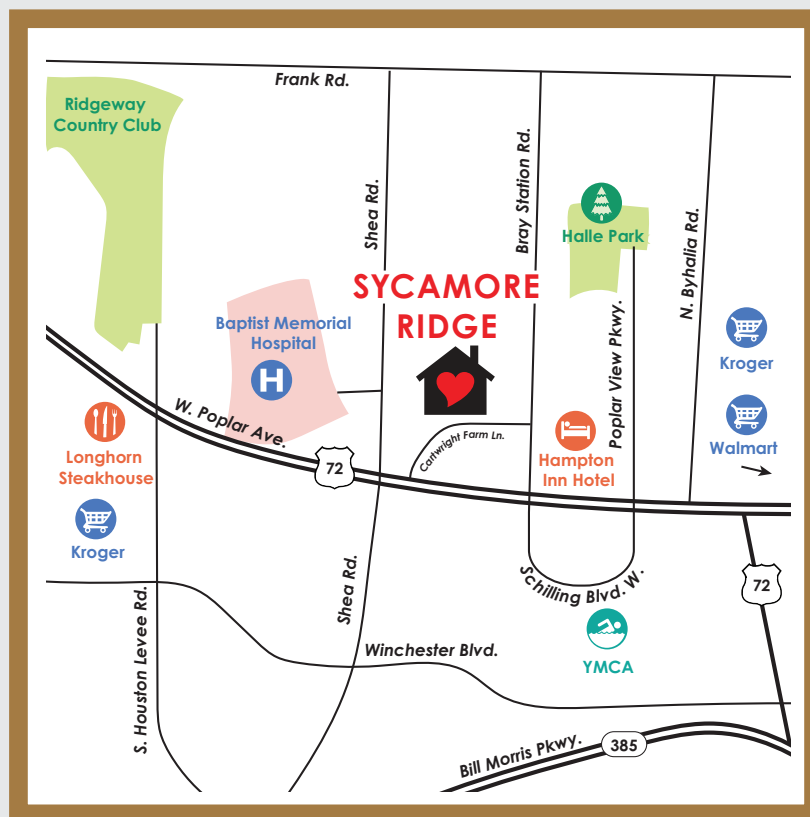 Frank Rd.
Ridgeway
Country Club
Shea Rd.
Bray Station Rd.
Halle Park
N. Byhalia Rd.
SYCAMORE
RIDGE
Baptist Memorial
Hospital
H
Poplar View Pkwy.
Kroger
W. Poplar Ave.
72
Cartwright Farm Ln.
Longhorn
Steakhouse
Hampton
Inn Hotel
Walmart
Kroger
S. Houston Levee Rd.
Shea Rd.
Schilling Blvd. W.
72
Winchester Blvd.
YMCA
Bill Morris Pkwy.
385